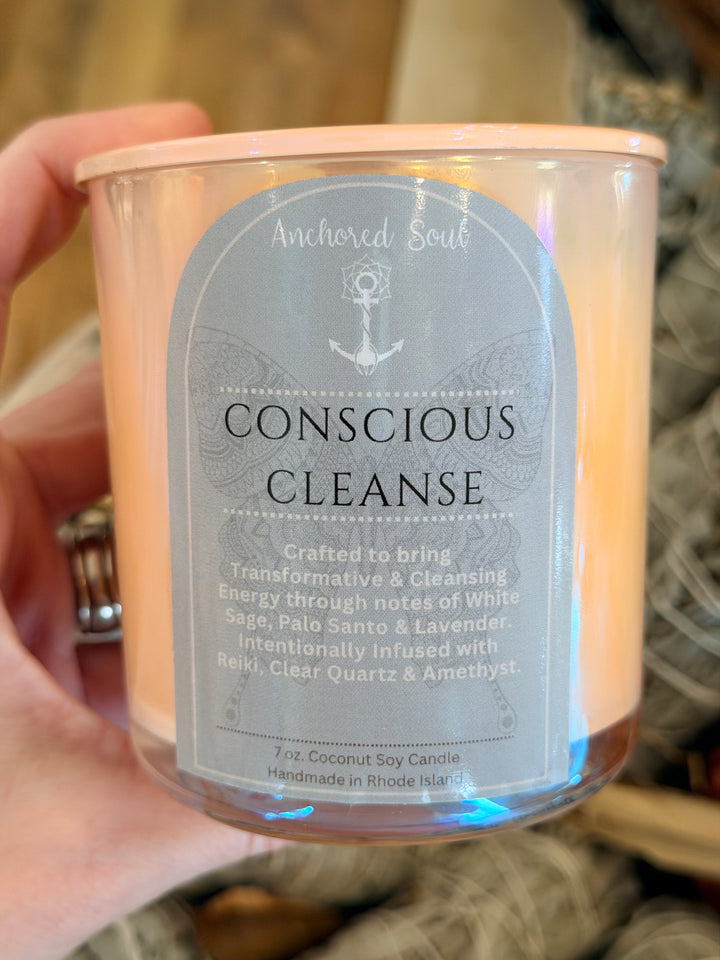 Anchored Soul
CONSCIOUS
CLEANSE
Crafted to bring
Transformative & Cleansing
Energy through notes of White
Sage, Palo Santo & Lavender.
Intentionally Infused with
Reiki, Clear Quartz & Amethyst.
7 oz. Coconut Soy Candle
Handmade in Rhode Island